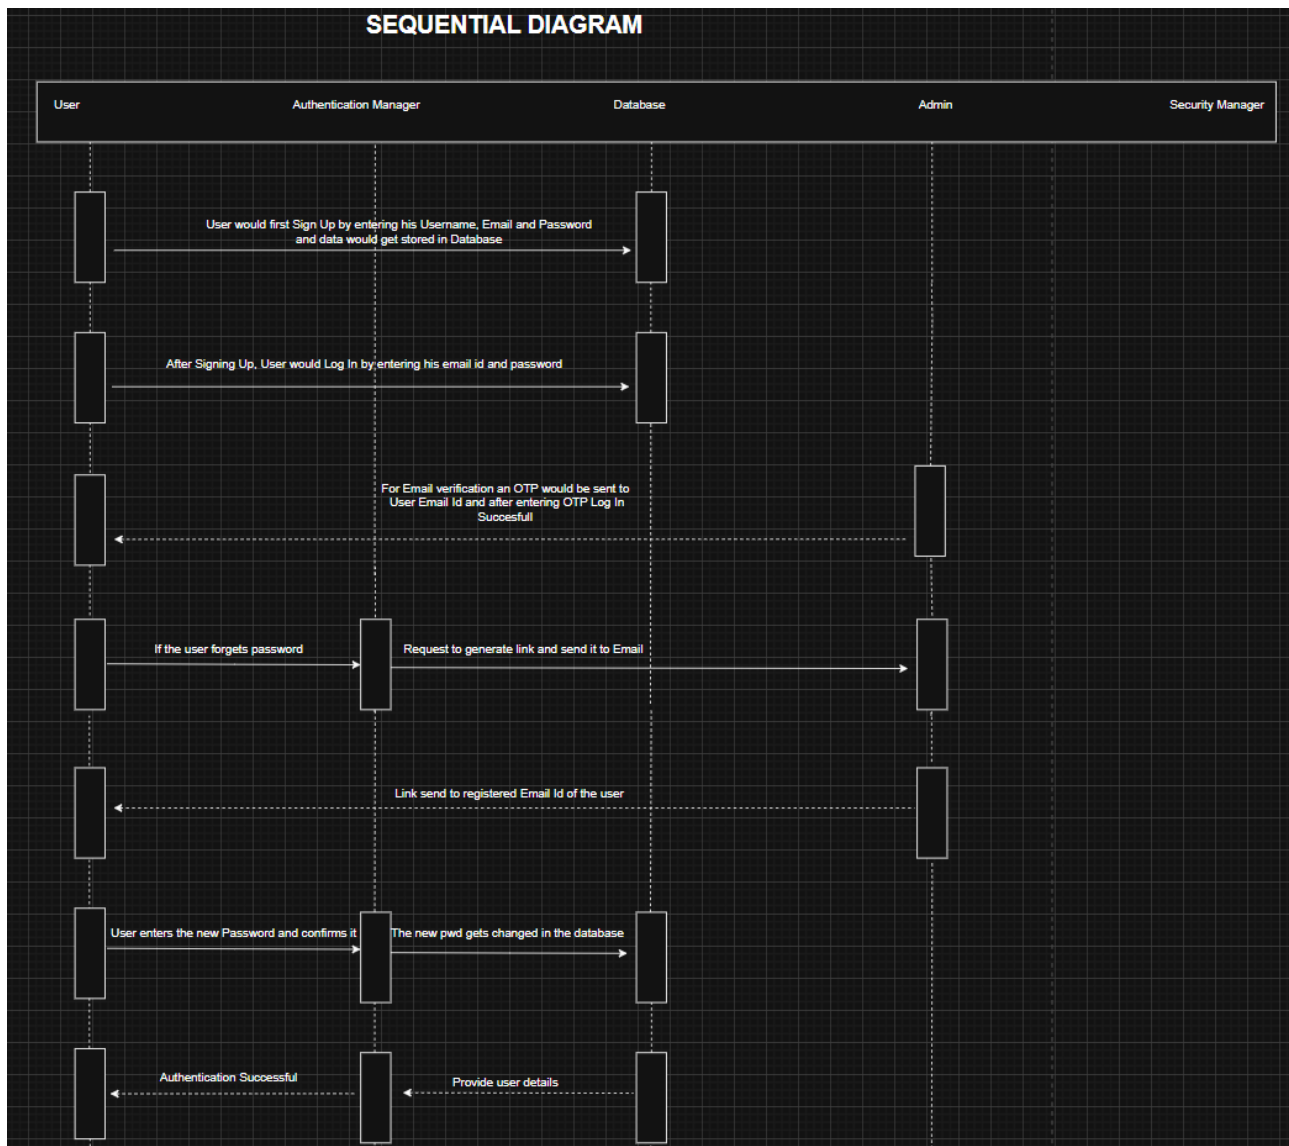 SEQUENTIAL DIAGRAM
User
Authentication Manager
Database
Admin
Security Manager
User would first Sign Up by entering his Username, Email and Password
and data would get stored in Database
After Signing Up, User would Log In by entering his email id and password
For Email verification an OTP would be sent to
User Email Id and after entering OTP Log In
Succesfull
If the user forgets password
Request to generate link and send it to Email
Link send to registered Email Id of the user
User enters the new Password and confirms it
The new pwd gets changed in the database
Authentication Successful
Provide user details